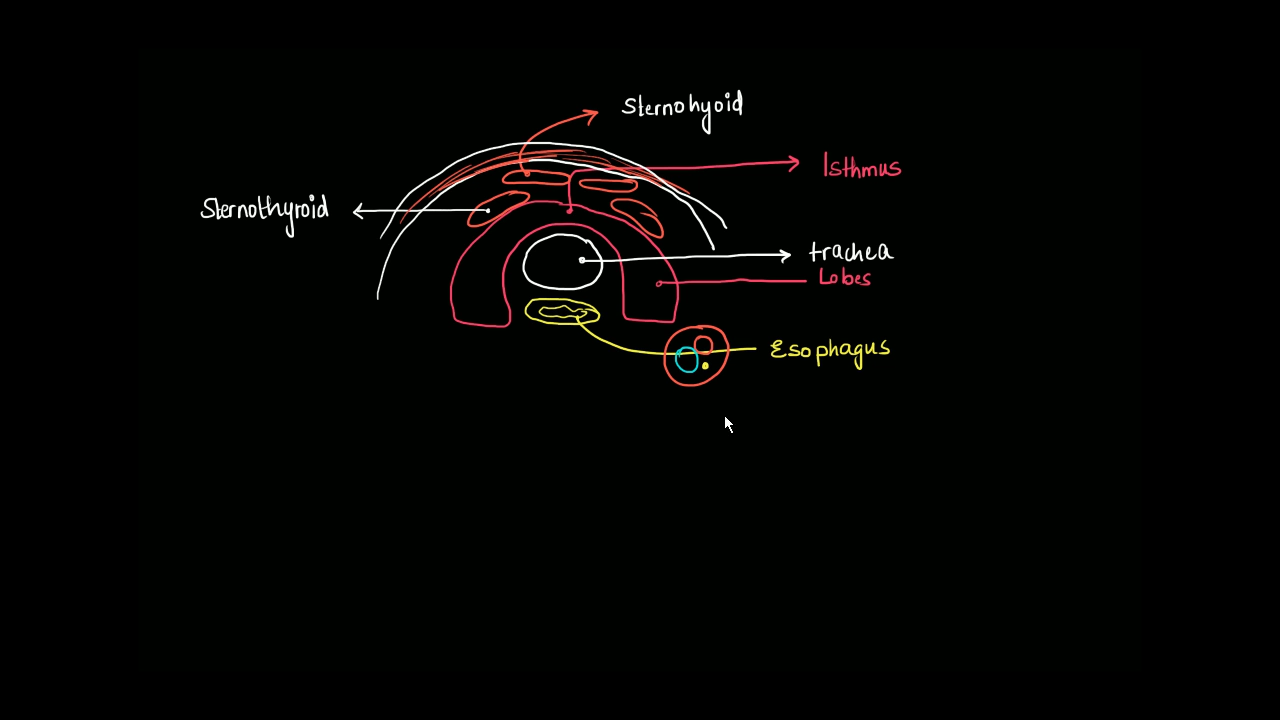 Sternohyoid
Isthmus
Sternothyroid
trachea
Lobes
Esophagus